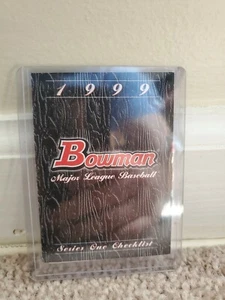 1999
Bowman
Major League Baseball
Series One Checklist